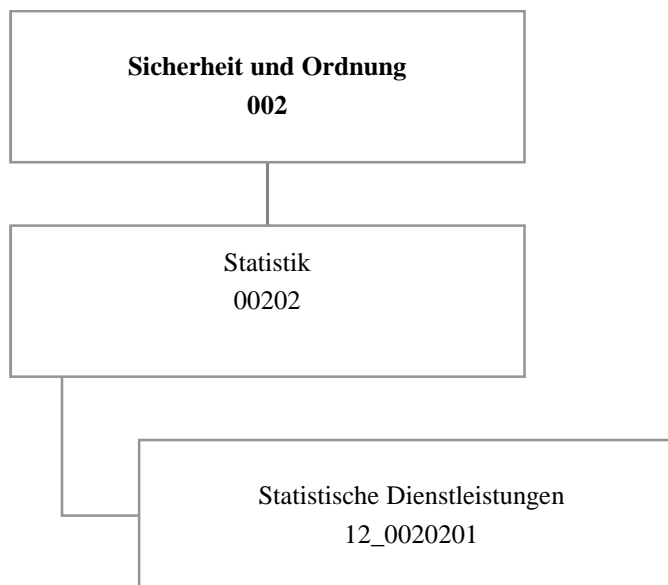 Sicherheit und Ordnung
002
Statistik
00202
Statistische Dienstleistungen
12_0020201